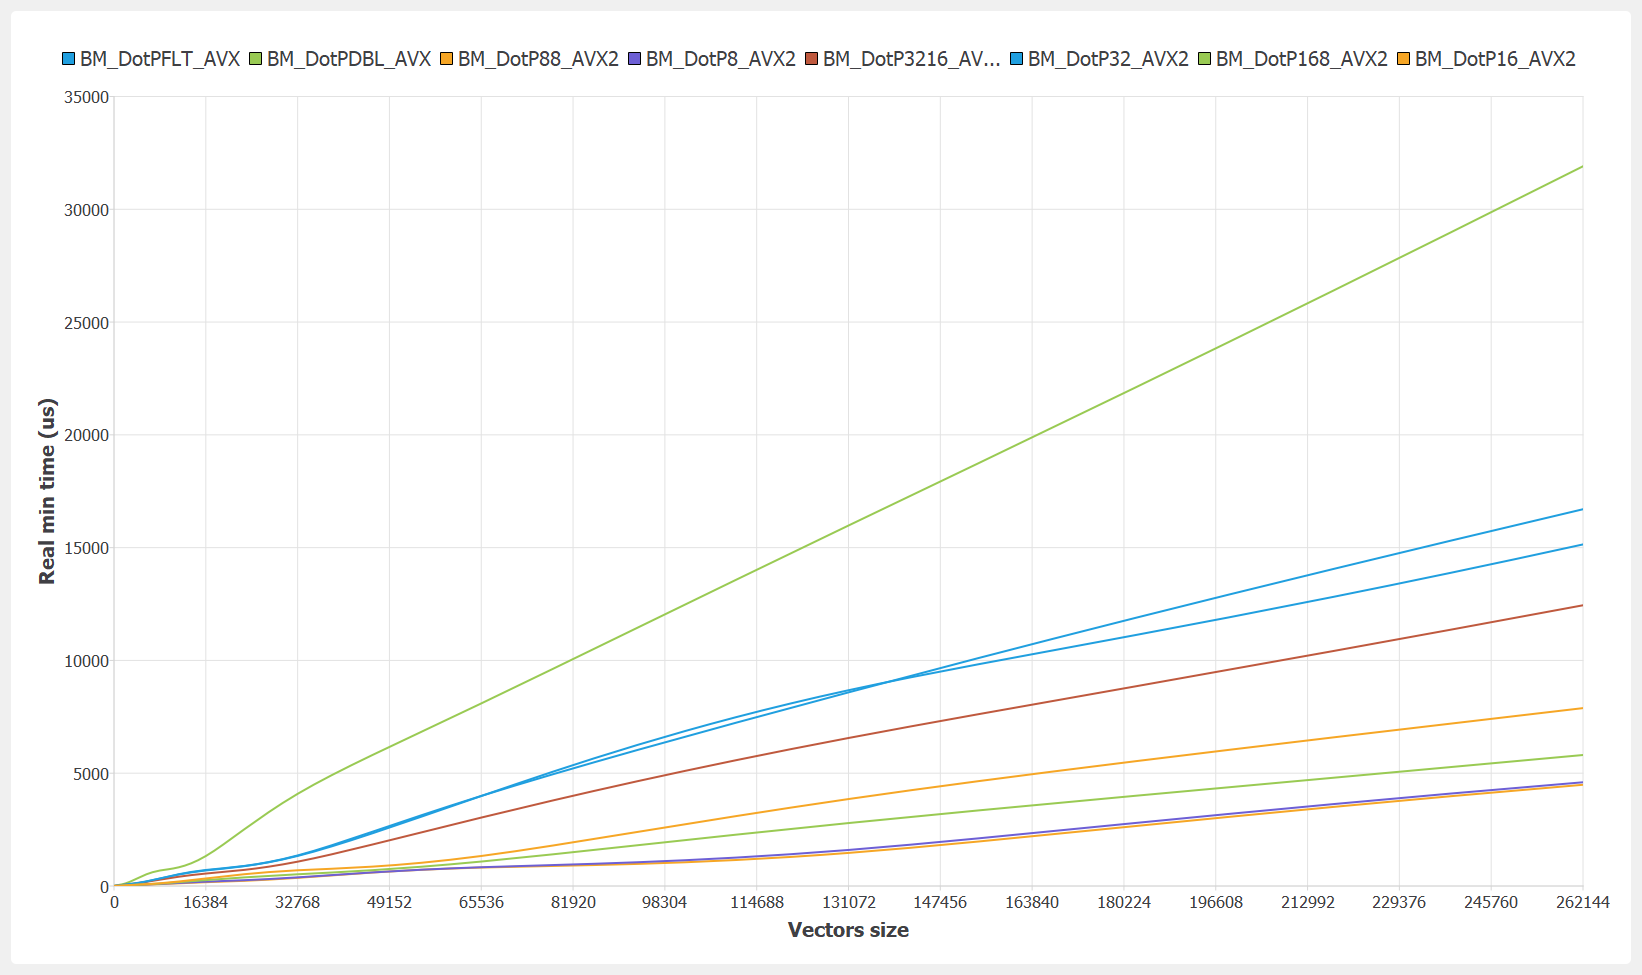 BM_DotPFLT_AVX BM_DotPDBL_AVX BM_DotP88_AVX2 BM_DotP8_AVX2 BM_DotP3216_AV... BM_DotP32_AVX2 BM_DotP168_AVX2 BM_DotP16_AVX2
35000
30000
25000
20000
15000
10000
5000
0
Real min time (us)
0 16384 32768 49152 65536 81920 98304 114688 131072 147456 163840 180224 196608 212992 229376 245760 262144
Vectors size